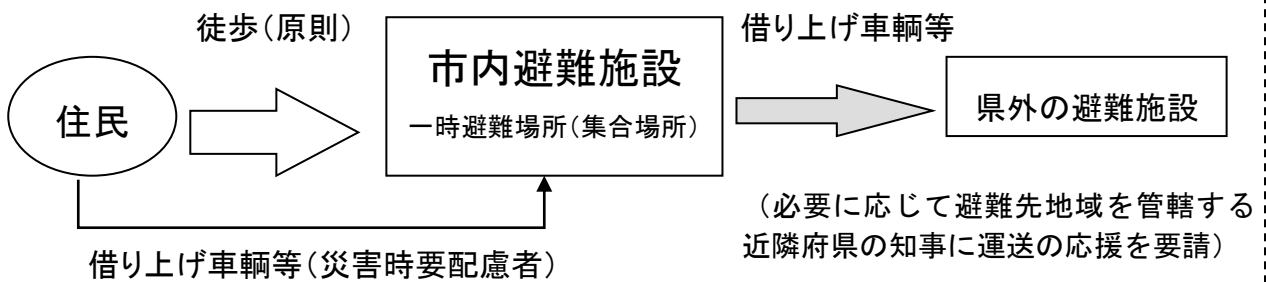 徒歩(原則)
借り上げ車輌等
住民
市内避難施設
一時避難場所(集合場所)
県外の避難施設
(必要に応じて避難先地域を管轄する
近隣府県の知事に運送の応援を要請)
借り上げ車輌等(災害時要配慮者)